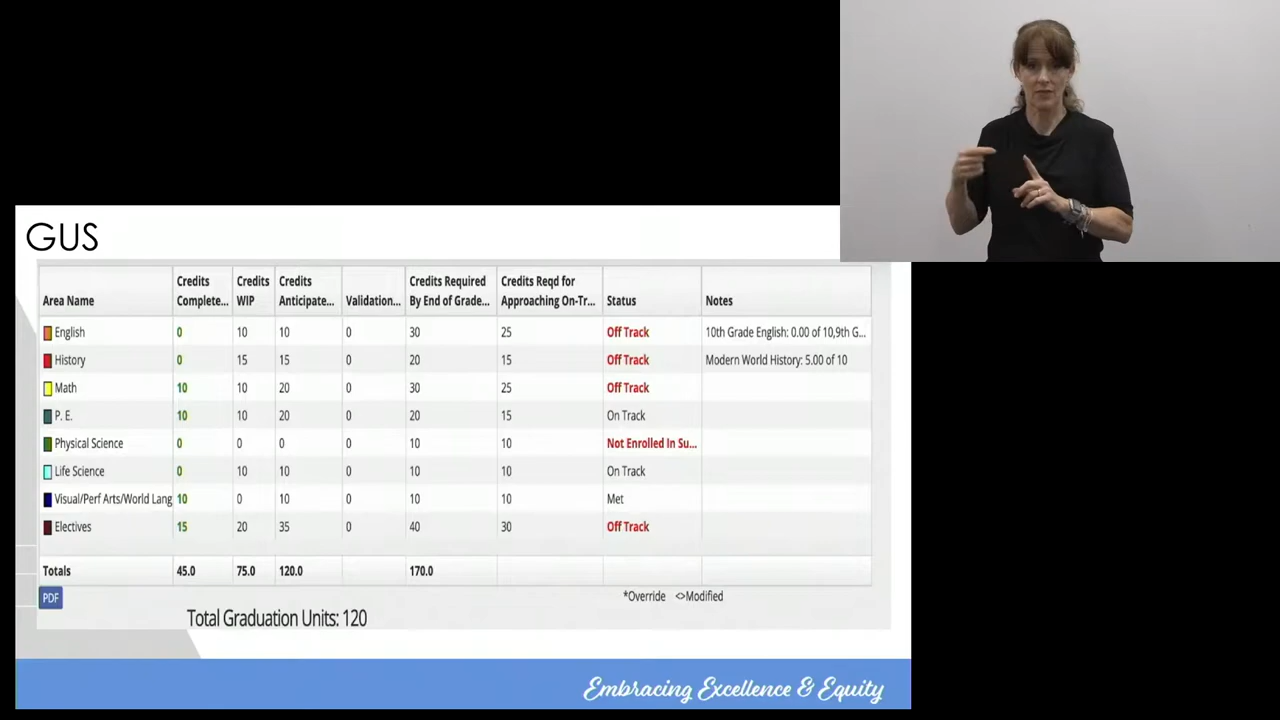 GUS
Area Name Credits Complete... Credits WIP Credits Anticipate... Validation... Credits Required By End of Grade... Credits Reqd for Approaching On-Tr... Status Notes
English 0 10 10 0 30 25 Off Track 10th Grade English: 0.00 of 10,9th G...
History 0 15 15 0 20 15 Off Track Modern World History: 5.00 of 10
Math 10 10 20 0 30 25 Off Track
P. E. 10 10 20 0 20 15 On Track
Physical Science 0 0 0 0 10 10 Not Enrolled In Su...
Life Science 0 10 10 0 10 10 On Track
Visual/Perf Arts/World Lang 10 0 10 0 10 10 Met
Electives 15 20 35 0 40 30 Off Track
Totals 45.0 75.0 120.0 170.0
PDF *Override <>Modified
Total Graduation Units: 120
Embracing Excellence & Equity